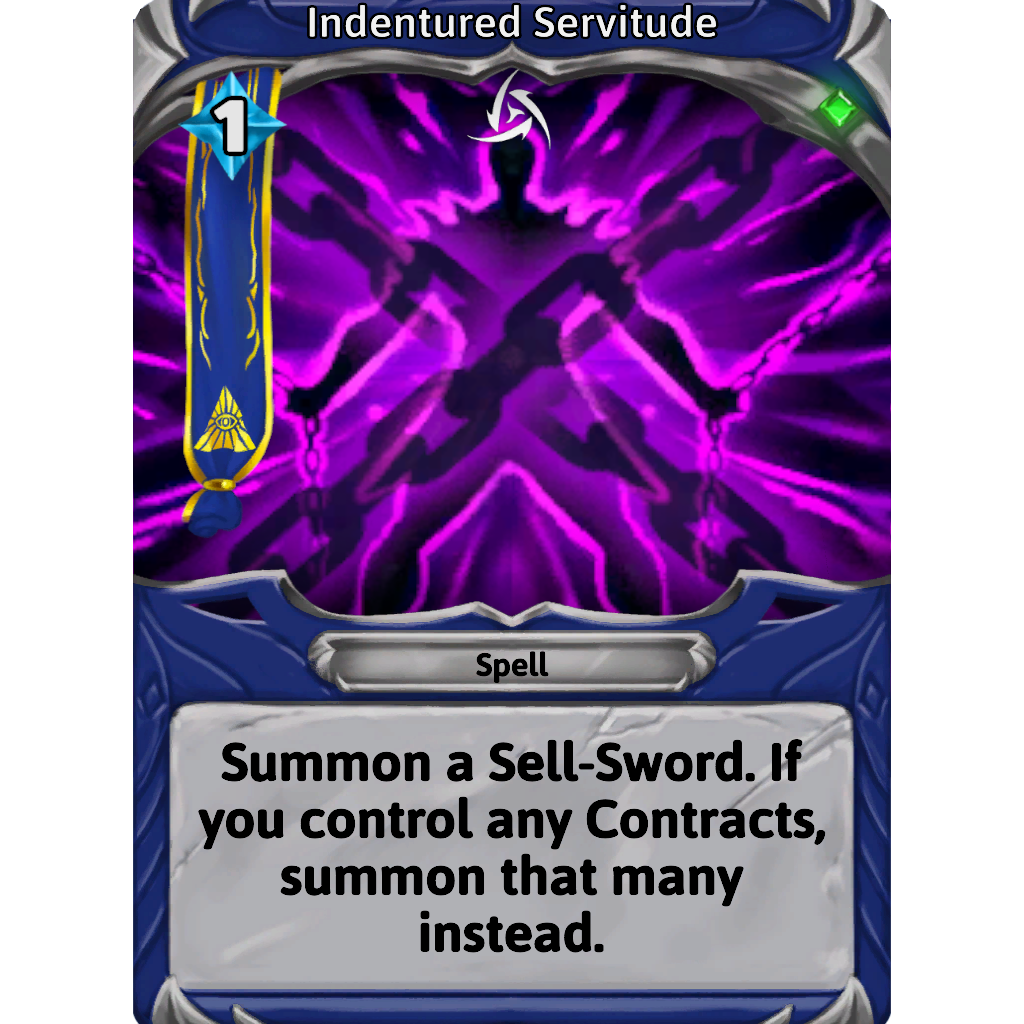 Indentured Servitude
1
Spell
Summon a Sell-Sword. If
you control any Contracts,
summon that many
instead.